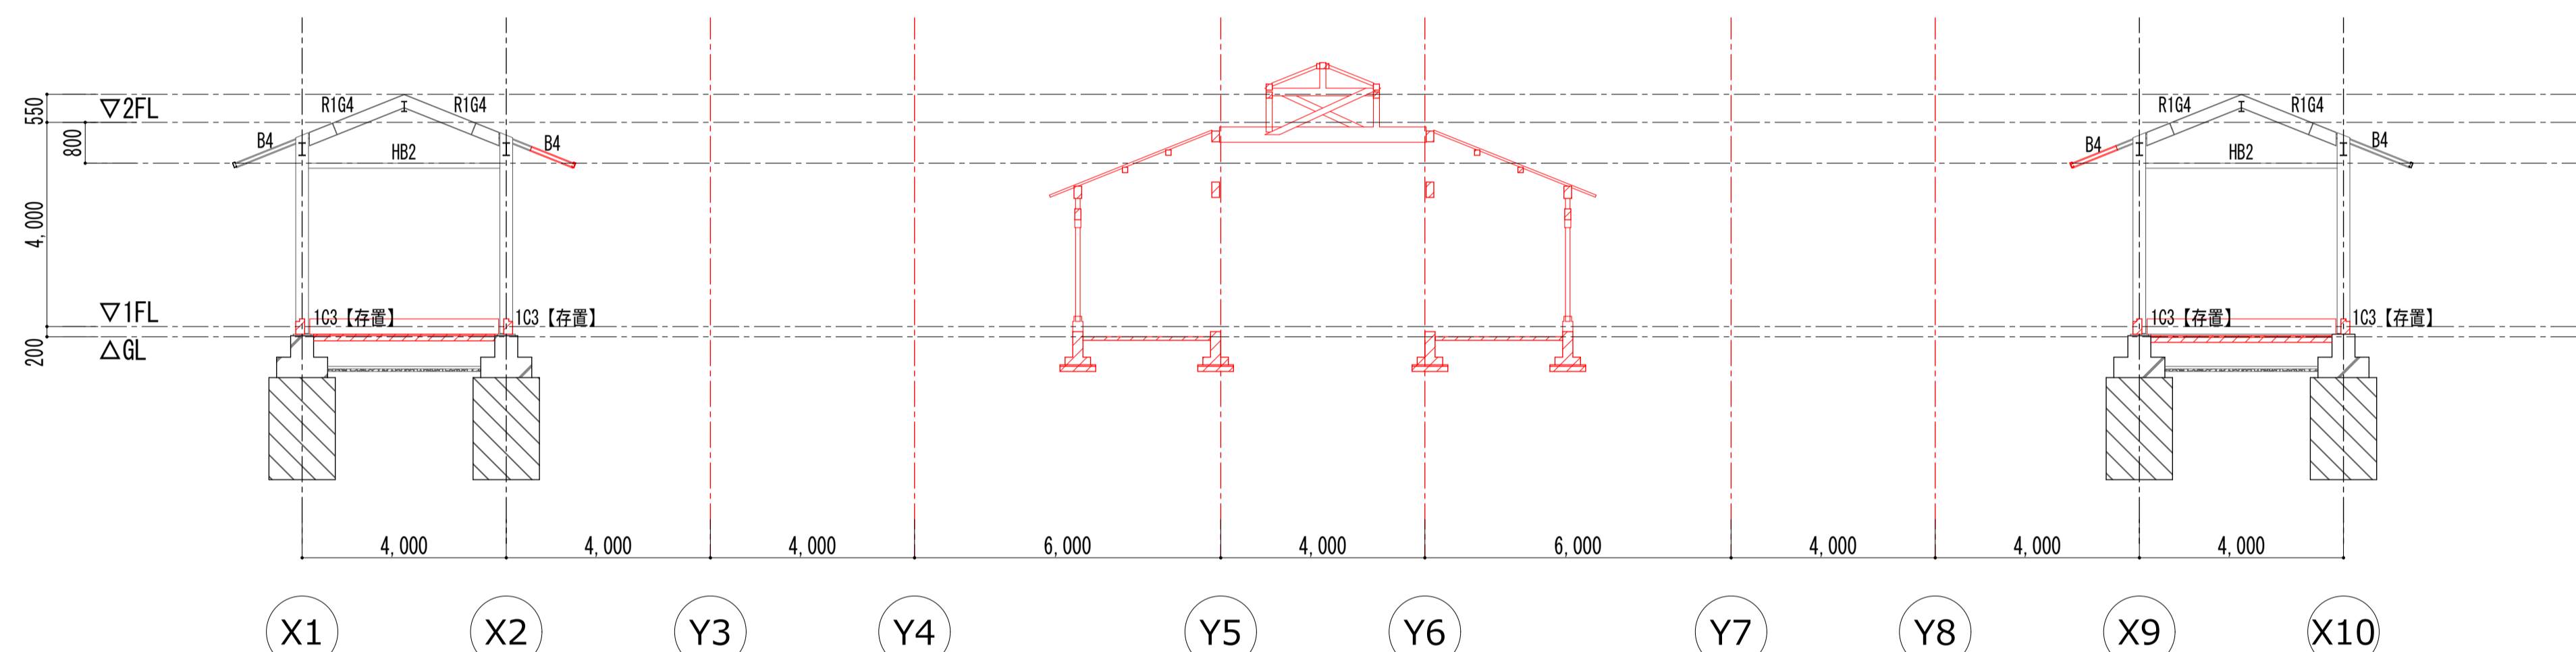 550
▽2FL
800
4,000
▽1FL
200
△GL
R1G4
R1G4
B4
B4
HB2
1C3【存置】
1C3【存置】
R1G4
R1G4
B4
B4
HB2
1C3【存置】
1C3【存置】
4,000
4,000
4,000
6,000
4,000
6,000
4,000
4,000
4,000
X1
X2
Y3
Y4
Y5
Y6
Y7
Y8
X9
X10